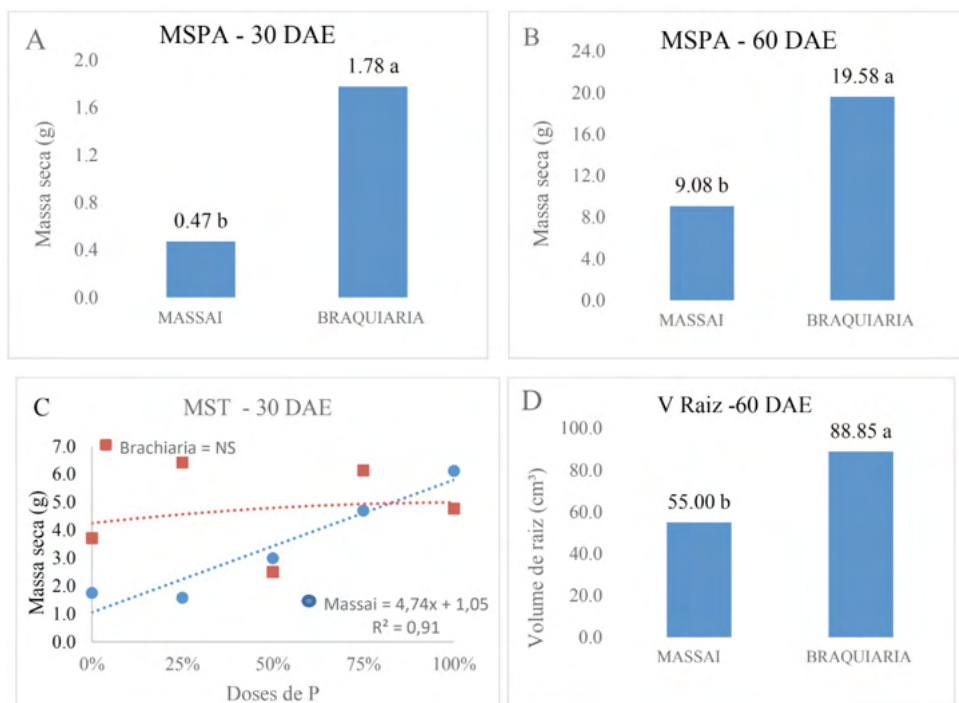 A
MSPA - 30 DAE
Massa seca (g)
2.0
1.6
1.2
0.8
0.4
0.0
0.47 b
1.78 a
MASSAI
BRAQUIARIA
B
MSPA - 60 DAE
Massa seca (g)
24.0
20.0
16.0
12.0
8.0
4.0
0.0
9.08 b
19.58 a
MASSAI
BRAQUIARIA
C
MST - 30 DAE
Massa seca (g)
7.0
6.0
5.0
4.0
3.0
2.0
1.0
0.0
Brachiaria = NS
Massai = 4,74x + 1,05
R² = 0,91
0%
25%
50%
75%
100%
Doses de P
D
V Raiz -60 DAE
Volume de raiz (cm³)
100.0
80.0
60.0
40.0
20.0
0.0
55.00 b
88.85 a
MASSAI
BRAQUIARIA